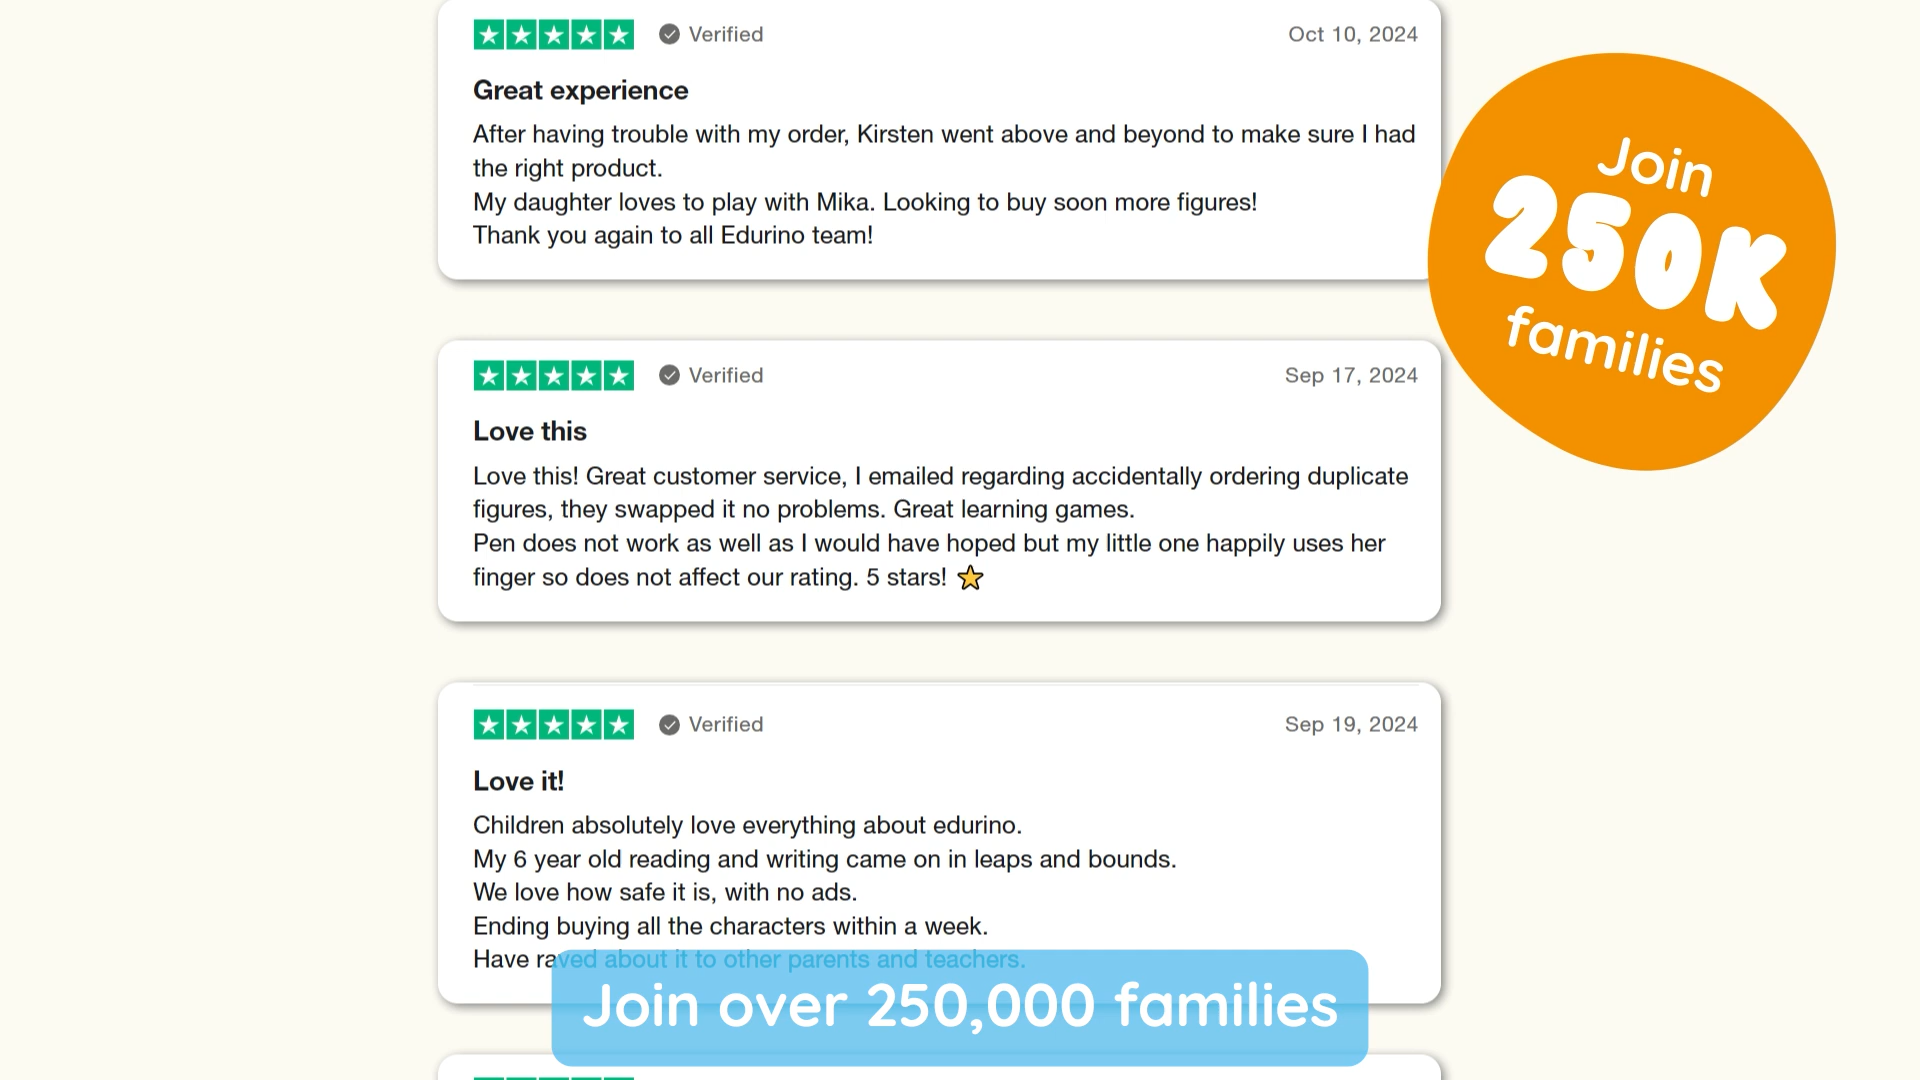 Verified
Oct 10, 2024
Great experience
After having trouble with my order, Kirsten went above and beyond to make sure I had
the right product.
My daughter loves to play with Mika. Looking to buy soon more figures!
Thank you again to all Edurino team!
Join
250K
families
Verified
Sep 17, 2024
Love this
Love this! Great customer service, I emailed regarding accidentally ordering duplicate
figures, they swapped it no problems. Great learning games.
Pen does not work as well as I would have hoped but my little one happily uses her
finger so does not affect our rating. 5 stars! ⭐
Verified
Sep 19, 2024
Love it!
Children absolutely love everything about edurino.
My 6 year old reading and writing came on in leaps and bounds.
We love how safe it is, with no ads.
Ending buying all the characters within a week.
Have raved about it to other parents and teachers.
Join over 250,000 families